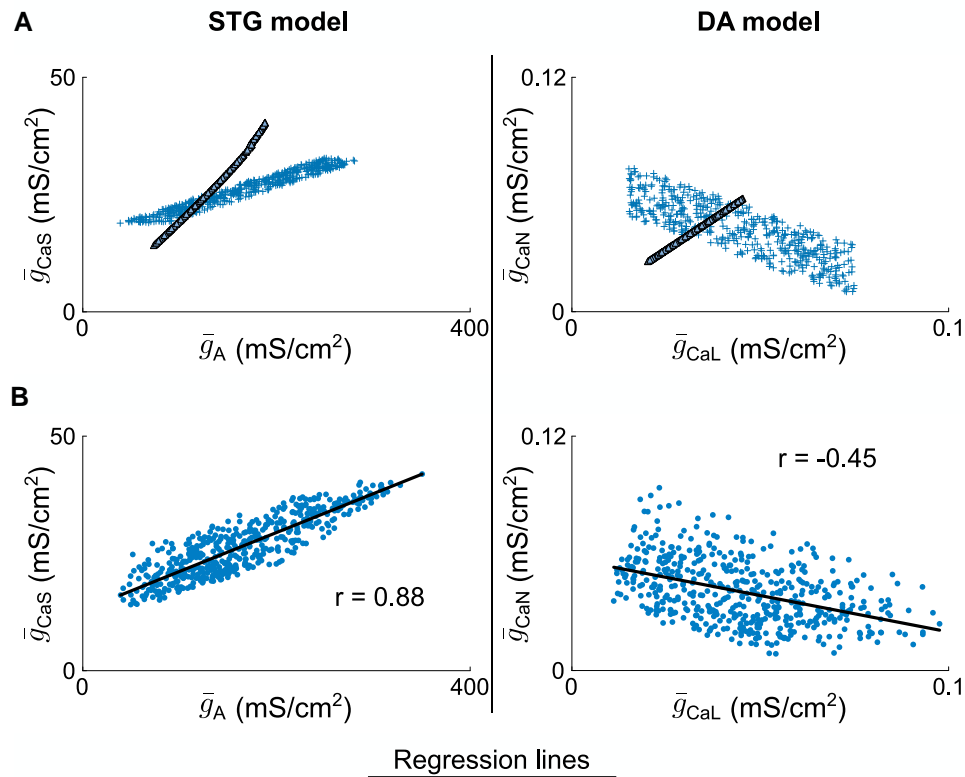 A
STG model
DA model
50
0
0
400
ḡCas (mS/cm²)
ḡA (mS/cm²)
0.12
0
0
0.1
ḡCaN (mS/cm²)
ḡCaL (mS/cm²)
B
50
0
0
400
ḡCas (mS/cm²)
ḡA (mS/cm²)
r = 0.88
0.12
0
0
0.1
ḡCaN (mS/cm²)
ḡCaL (mS/cm²)
r = -0.45
Regression lines